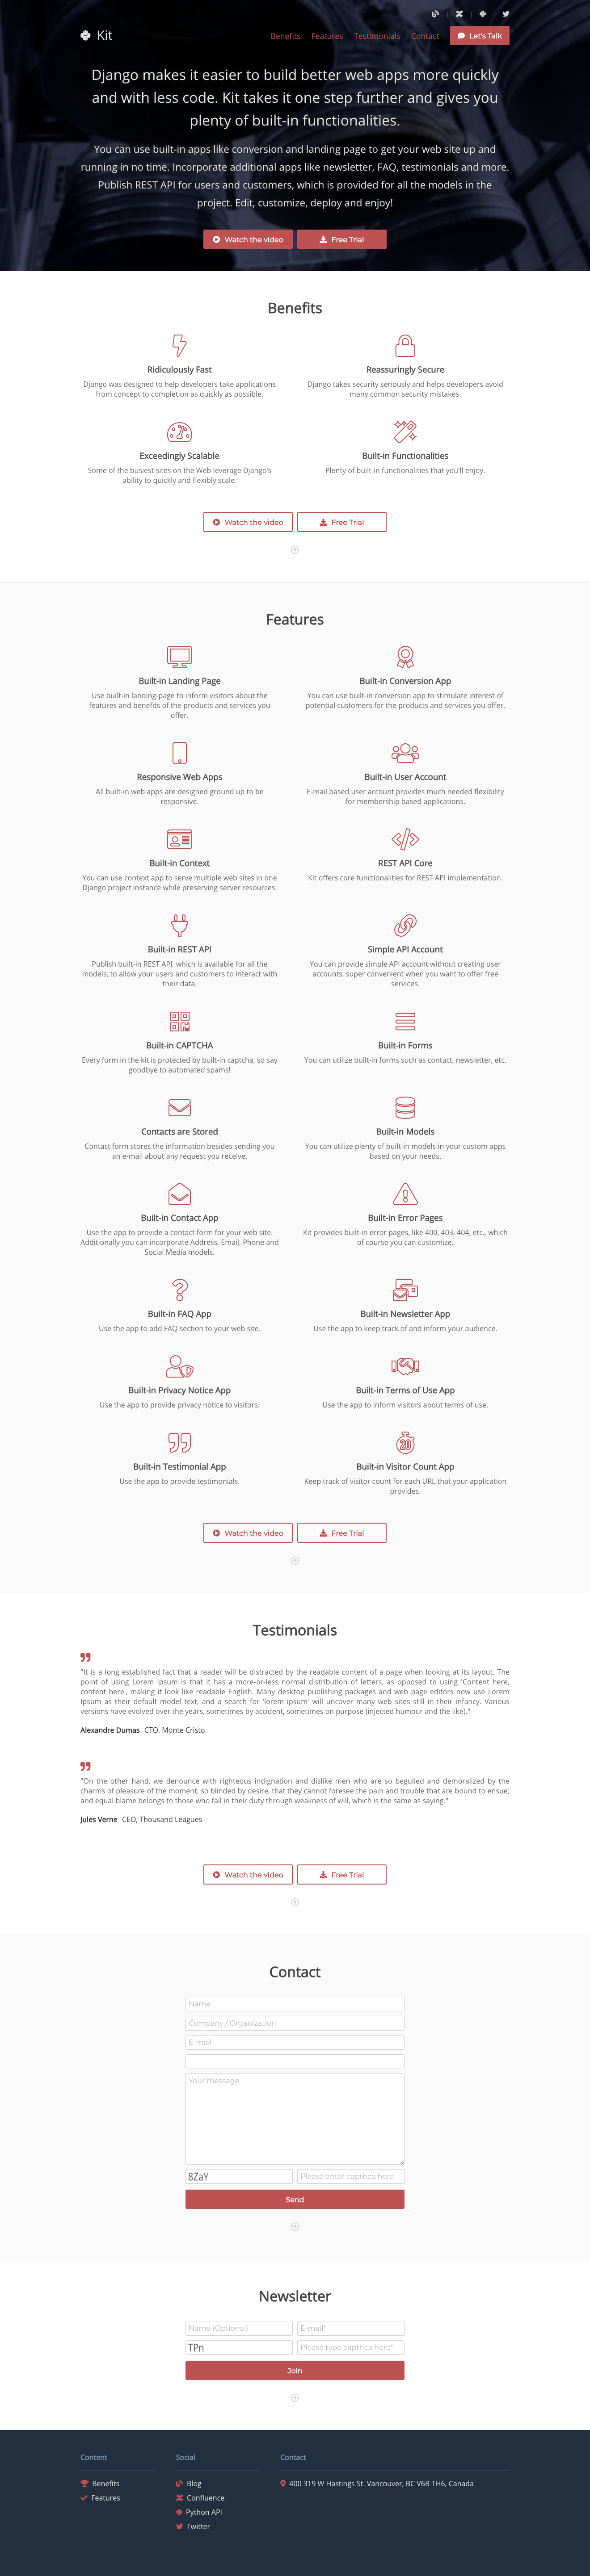 Kit
Benefits Features Testimonials Contact Let's Talk
Django makes it easier to build better web apps more quickly
and with less code. Kit takes it one step further and gives you
plenty of built-in functionalities.
You can use built-in apps like conversion and landing page to get your web site up and
running in no time. Incorporate additional apps like newsletter, FAQ, testimonials and more.
Publish REST API for users and customers, which is provided for all the models in the
project. Edit, customize, deploy and enjoy!
Watch the video Free Trial
Benefits
Ridiculously Fast
Django was designed to help developers take applications
from concept to completion as quickly as possible.
Reassuringly Secure
Django takes security seriously and helps developers avoid
many common security mistakes.
Exceedingly Scalable
Some of the busiest sites on the Web leverage Django's
ability to quickly and flexibly scale.
Built-in Functionalities
Plenty of built-in functionalities that you'll enjoy.
Watch the video Free Trial
Features
Built-in Landing Page
Use built-in landing-page to inform visitors about the
features and benefits of the products and services you
offer.
Built-in Conversion App
You can use built-in conversion app to stimulate interest of
potential customers for the products and services you offer.
Responsive Web Apps
All built-in web apps are designed ground up to be
responsive.
Built-in User Account
E-mail based user account provides much needed flexibility
for membership based applications.
Built-in Context
You can use context app to serve multiple web sites in one
Django project instance while preserving server resources.
REST API Core
Kit offers core functionalities for REST API implementation.
Built-in REST API
Publish built-in REST API, which is available for all the
models, to allow your users and customers to interact with
their data.
Simple API Account
You can provide simple API account without creating user
accounts, super convenient when you want to offer free
services.
Built-in CAPTCHA
Every form in the kit is protected by built-in captcha, so say
goodbye to automated spams!
Built-in Forms
You can utilize built-in forms such as contact, newsletter, etc.
Contacts are Stored
Contact form stores the information besides sending you
an e-mail about any request you receive.
Built-in Models
You can utilize plenty of built-in models in your custom apps
based on your needs.
Built-in Contact App
Use the app to provide a contact form for your web site.
Additionally you can incorporate Address, Email, Phone and
Social Media models.
Built-in Error Pages
Kit provides built-in error pages, like 400, 403, 404, etc., which
of course you can customize.
Built-in FAQ App
Use the app to add FAQ section to your web site.
Built-in Newsletter App
Use the app to keep track of and inform your audience.
Built-in Privacy Notice App
Use the app to provide privacy notice to visitors.
Built-in Terms of Use App
Use the app to inform visitors about terms of use.
Built-in Testimonial App
Use the app to provide testimonials.
20
Built-in Visitor Count App
Keep track of visitor count for each URL that your application
provides.
Watch the video Free Trial
Testimonials
"It is a long established fact that a reader will be distracted by the readable content of a page when looking at its layout. The
point of using Lorem Ipsum is that it has a more-or-less normal distribution of letters, as opposed to using 'Content here,
content here', making it look like readable English. Many desktop publishing packages and web page editors now use Lorem
Ipsum as their default model text, and a search for 'lorem ipsum' will uncover many web sites still in their infancy. Various
versions have evolved over the years, sometimes by accident, sometimes on purpose (injected humour and the like)."
Alexandre Dumas CTO, Monte Cristo
"On the other hand, we denounce with righteous indignation and dislike men who are so beguiled and demoralized by the
charms of pleasure of the moment, so blinded by desire, that they cannot foresee the pain and trouble that are bound to ensue;
and equal blame belongs to those who fail in their duty through weakness of will, which is the same as saying."
Jules Verne CEO, Thousand Leagues
Watch the video Free Trial
Contact
Name
Company / Organization
E-mail
Your message
8ZaY Please enter capthca here
Send
Newsletter
Name (Optional) E-mail*
TPn Please type capthca here*
Join
Content
Benefits
Features
Social
Blog
Confluence
Python API
Twitter
Contact
400 319 W Hastings St. Vancouver, BC V6B 1H6, Canada